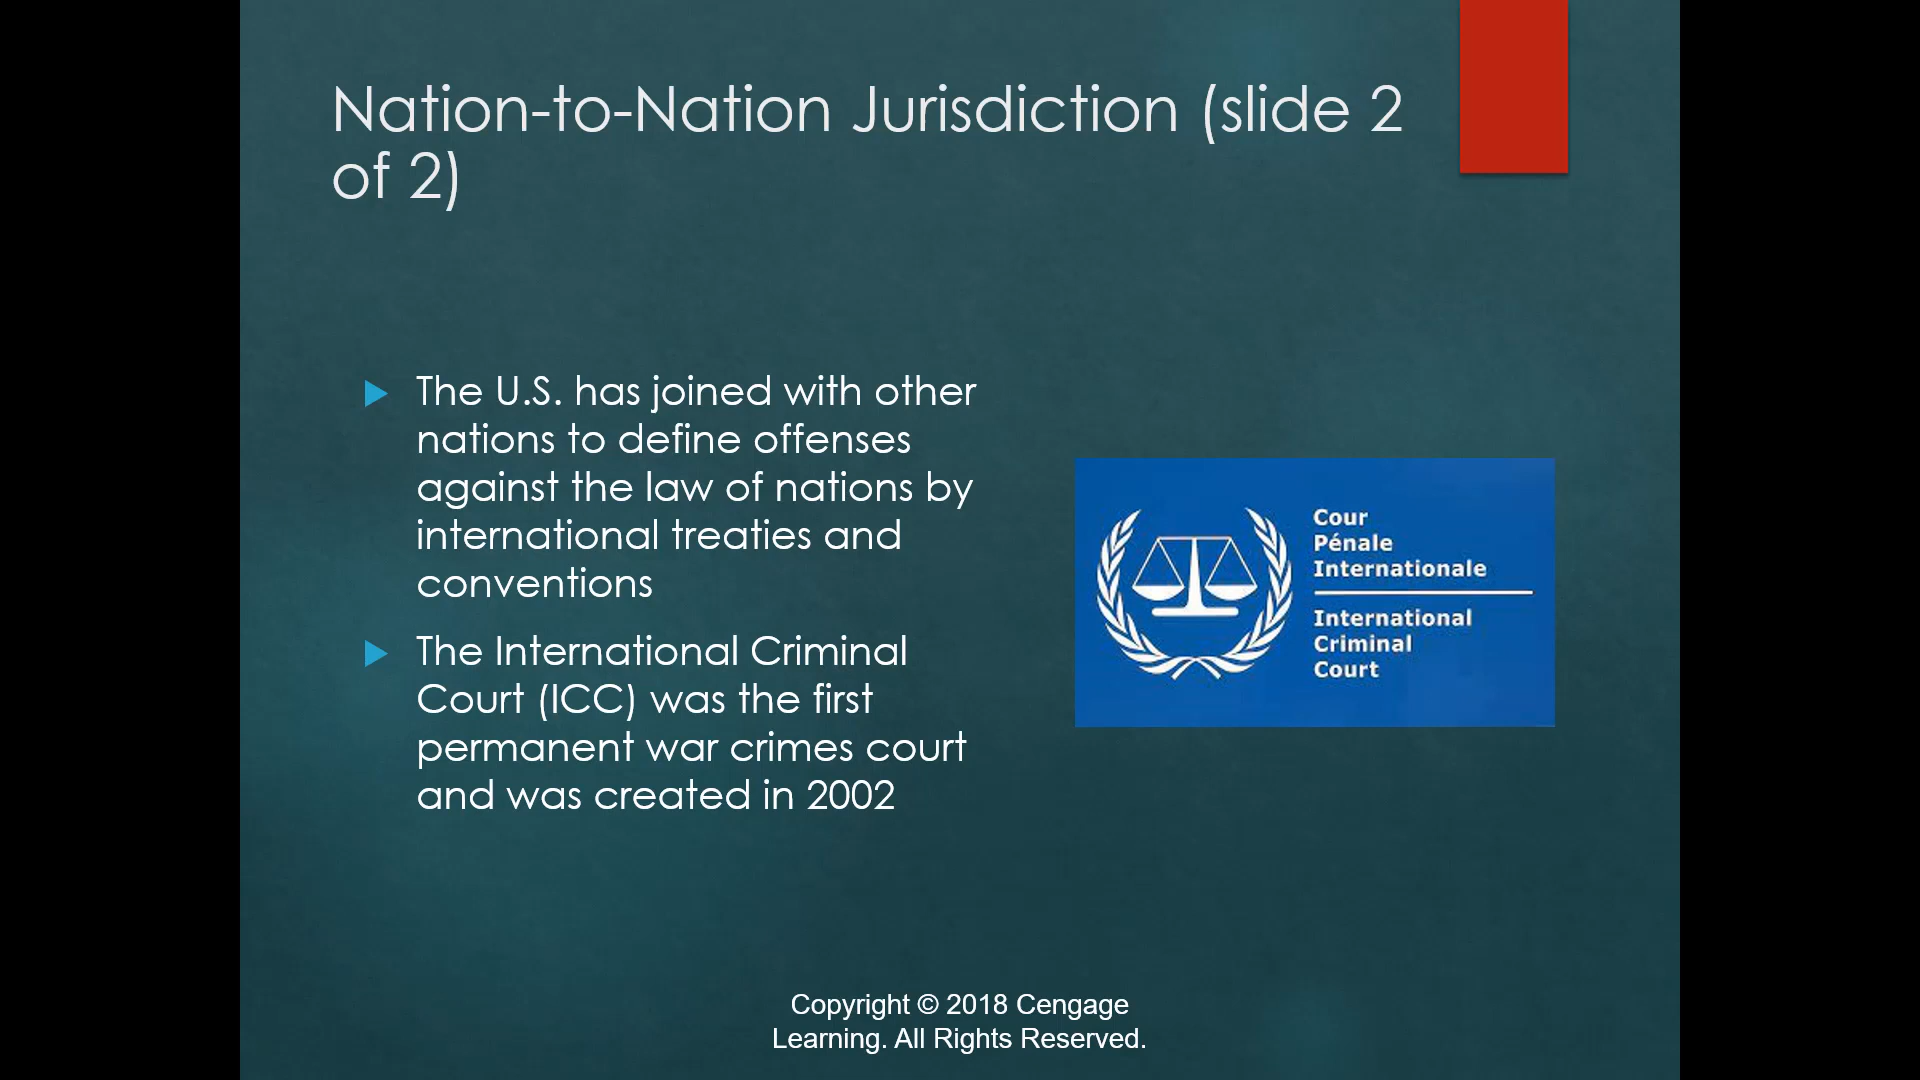 Nation-to-Nation Jurisdiction (slide 2
of 2)
The U.S. has joined with other
nations to define offenses
against the law of nations by
international treaties and
conventions
The International Criminal
Court (ICC) was the first
permanent war crimes court
and was created in 2002
Cour
Pénale
Internationale
International
Criminal
Court
Copyright © 2018 Cengage
Learning. All Rights Reserved.